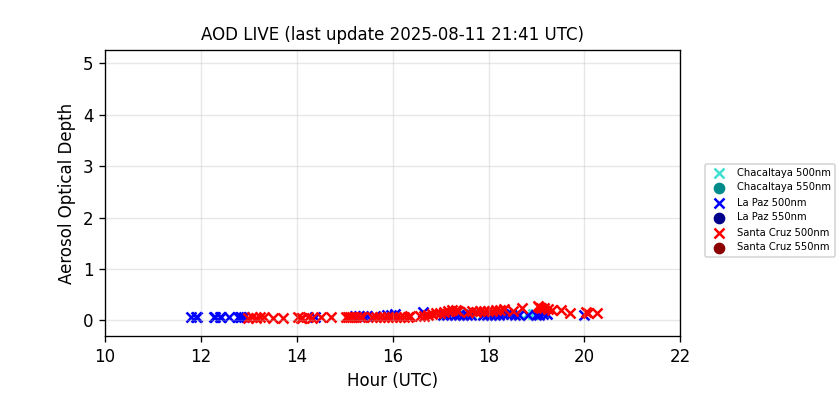 AOD LIVE (last update 2025-08-11 21:41 UTC)
Aerosol Optical Depth
5
4
3
2
1
0
10 12 14 16 18 20 22
Hour (UTC)
Chacaltaya 500nm
Chacaltaya 550nm
La Paz 500nm
La Paz 550nm
Santa Cruz 500nm
Santa Cruz 550nm